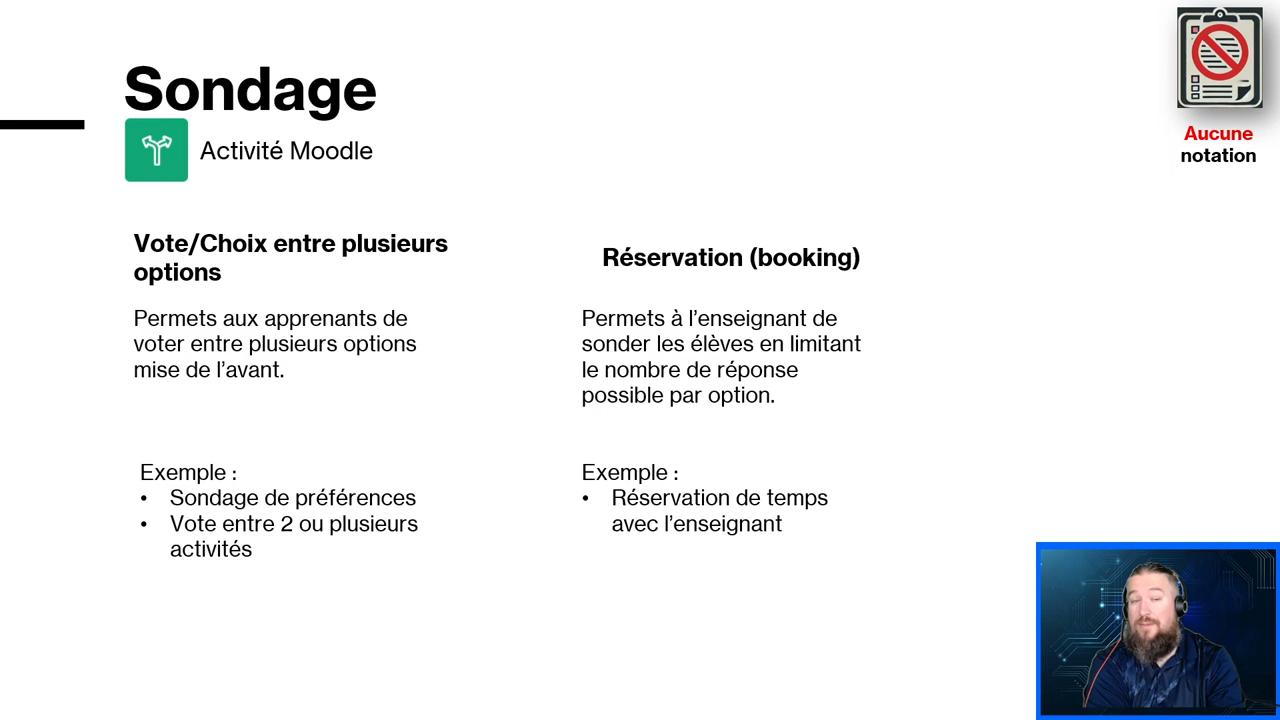 Sondage
Activité Moodle
Aucune
notation
Vote/Choix entre plusieurs
options
Permets aux apprenants de
voter entre plusieurs options
mise de l’avant.
Exemple :
• Sondage de préférences
• Vote entre 2 ou plusieurs
activités
Réservation (booking)
Permets à l’enseignant de
sonder les élèves en limitant
le nombre de réponse
possible par option.
Exemple :
• Réservation de temps
avec l’enseignant